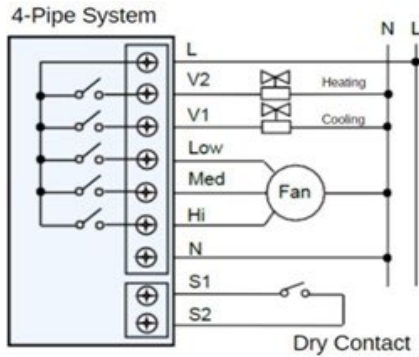 4-Pipe System
N L
L
V2 Heating
V1 Cooling
Low
Med Fan
Hi
N
S1
S2
Dry Contact